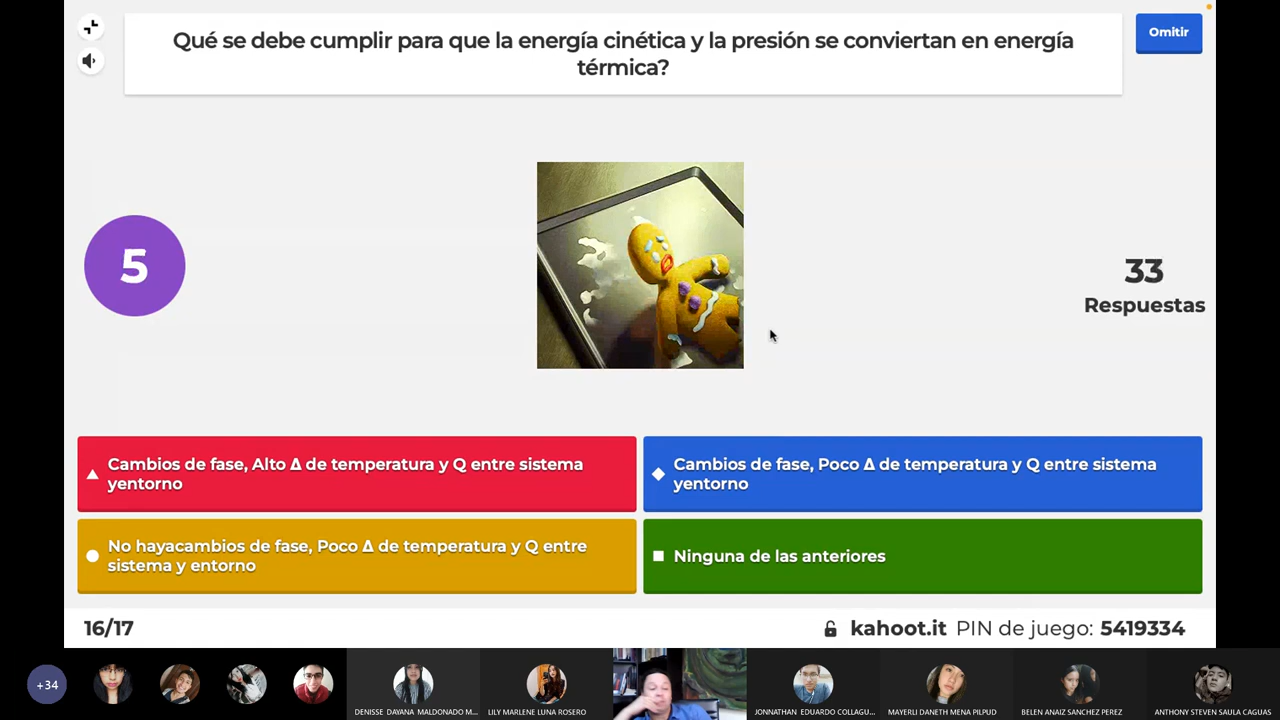 Qué se debe cumplir para que la energía cinética y la presión se conviertan en energía
térmica?
Omitir
5
33
Respuestas
Cambios de fase, Alto Δ de temperatura y Q entre sistema
yentorno
Cambios de fase, Poco Δ de temperatura y Q entre sistema
yentorno
No hayacambios de fase, Poco Δ de temperatura y Q entre
sistema y entorno
Ninguna de las anteriores
16/17
kahoot.it PIN de juego: 5419334
+34
DENISSE DAYANA MALDONADO M...
LILY MARLENE LUNA ROSERO
JONNATHAN EDUARDO COLLAGU...
MAYERLI DANETH MENA PILPUD
BELEN ANAIZ SANCHEZ PEREZ
ANTHONY STEVEN SAULA CAGUAS